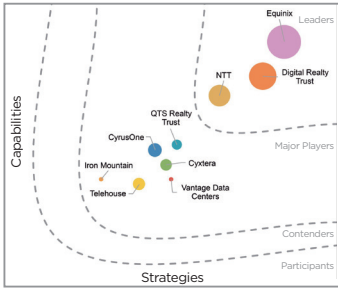 Equinix
Leaders
NTT
Digital Realty
Trust
QTS Realty
Trust
CyrusOne
Major Players
Iron Mountain
Cyxtera
Telehouse
Vantage Data
Centers
Contenders
Participants
Capabilities
Strategies